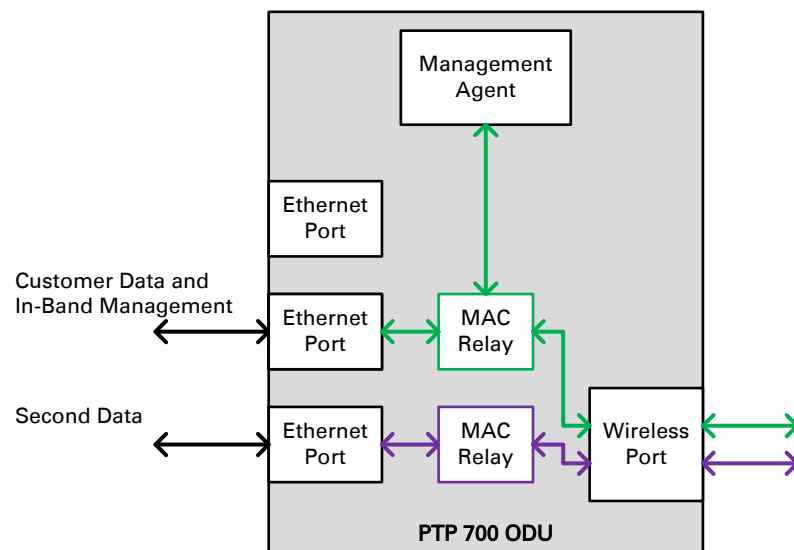 Management
Agent
Ethernet
Port
Customer Data and
In-Band Management
Ethernet
Port
MAC
Relay
Second Data
Ethernet
Port
MAC
Relay
Wireless
Port
PTP 700 ODU